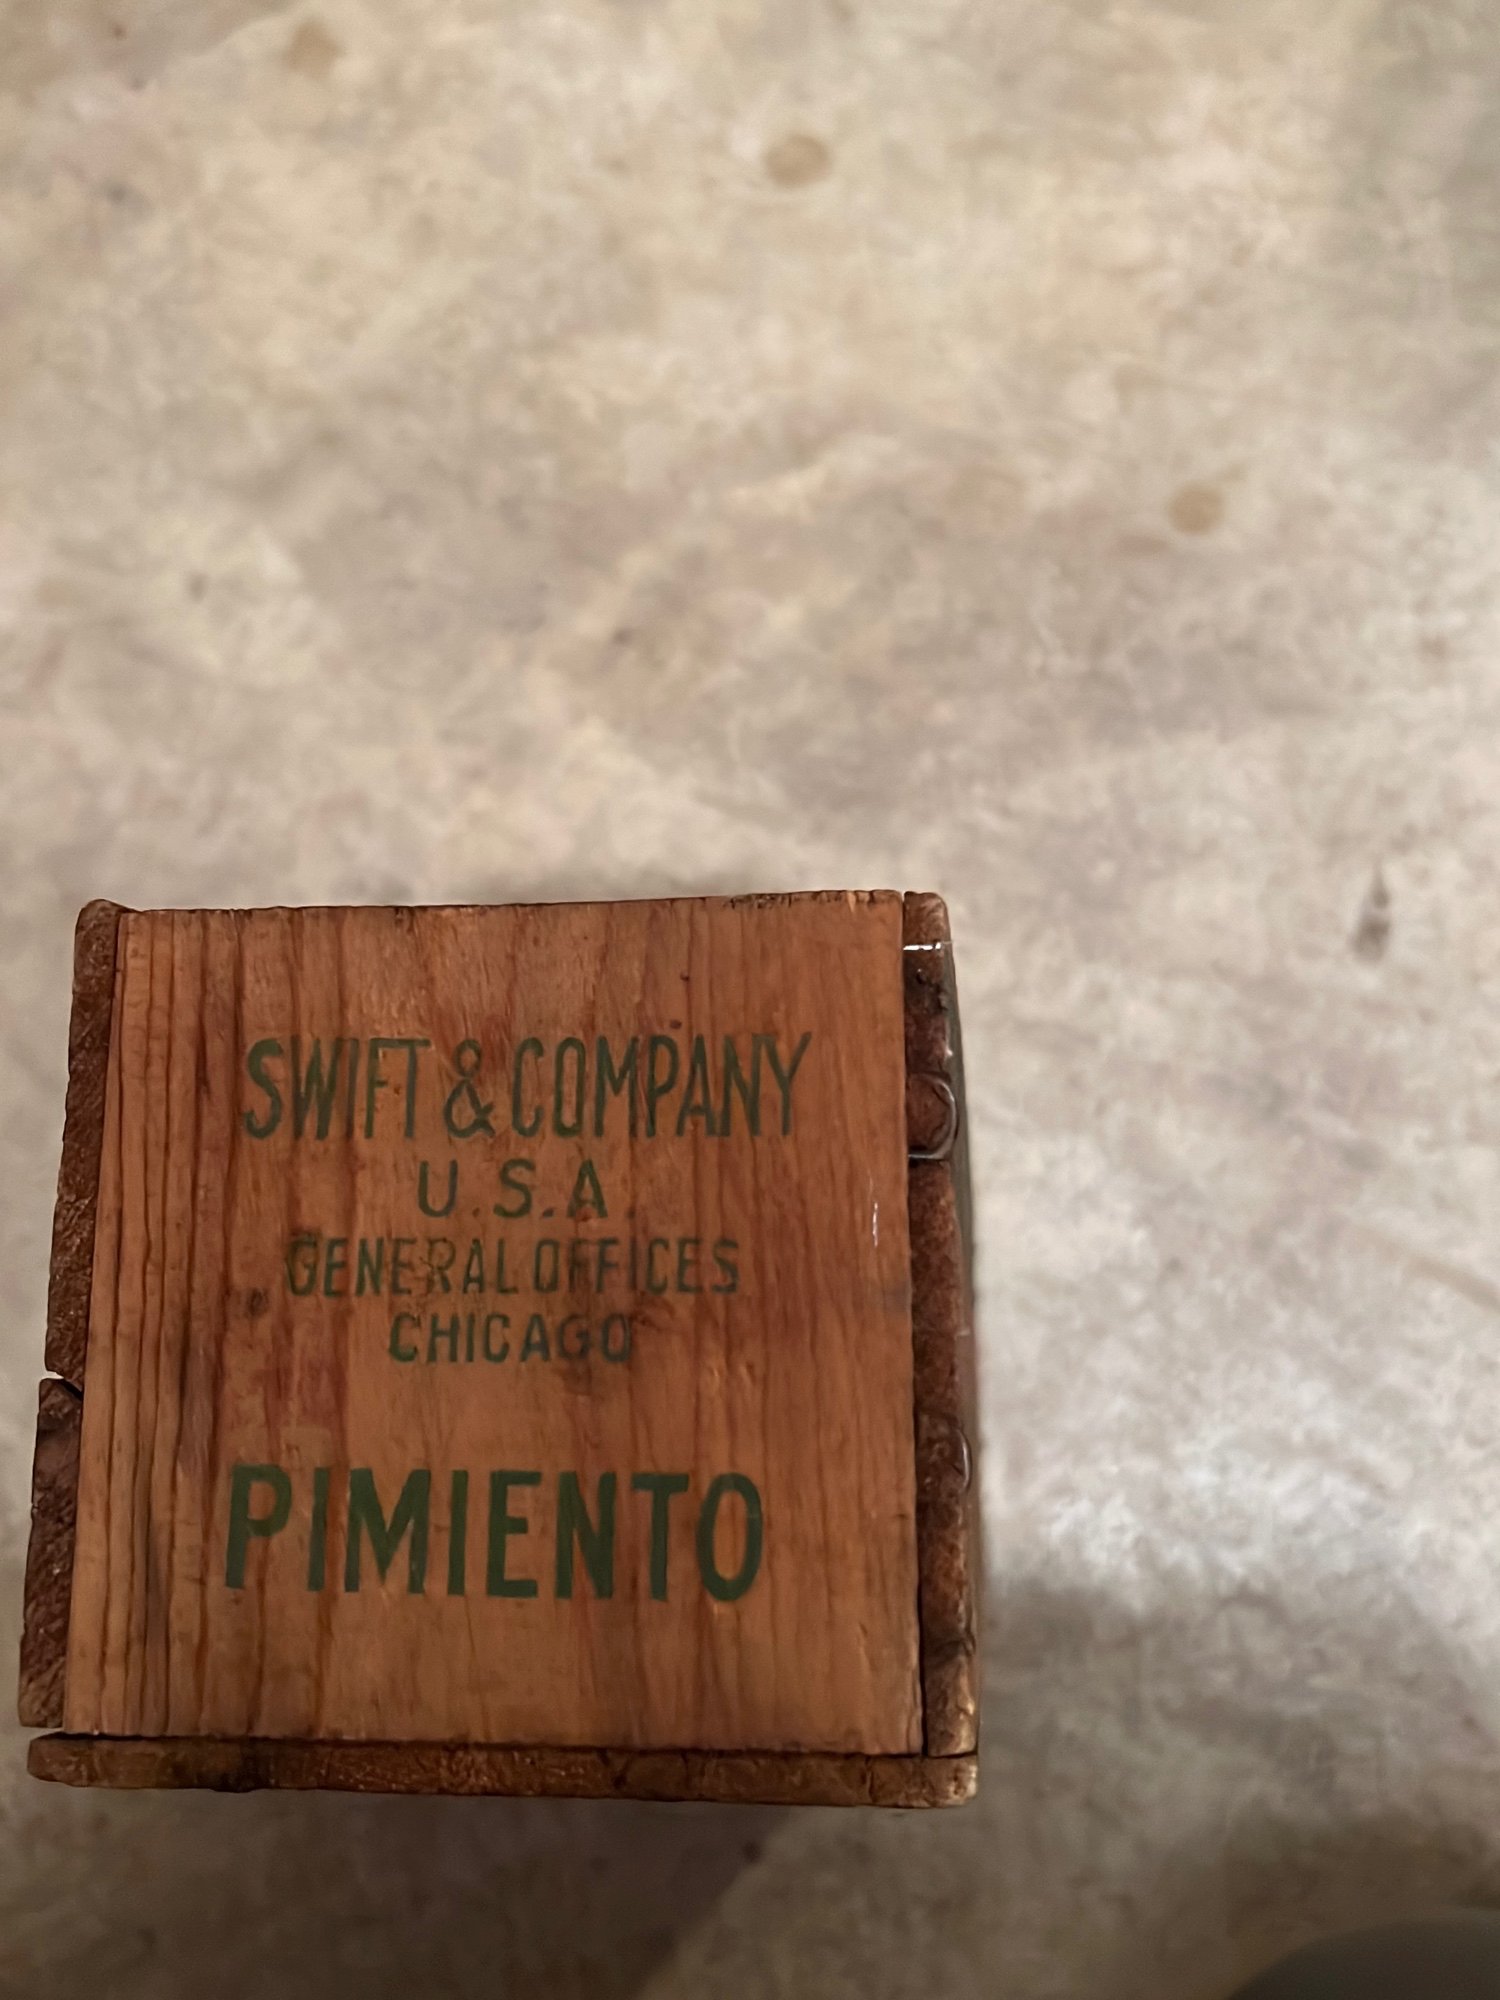 SWIFT & COMPANY
U.S.A.
GENERAL OFFICES
CHICAGO
PIMIENTO